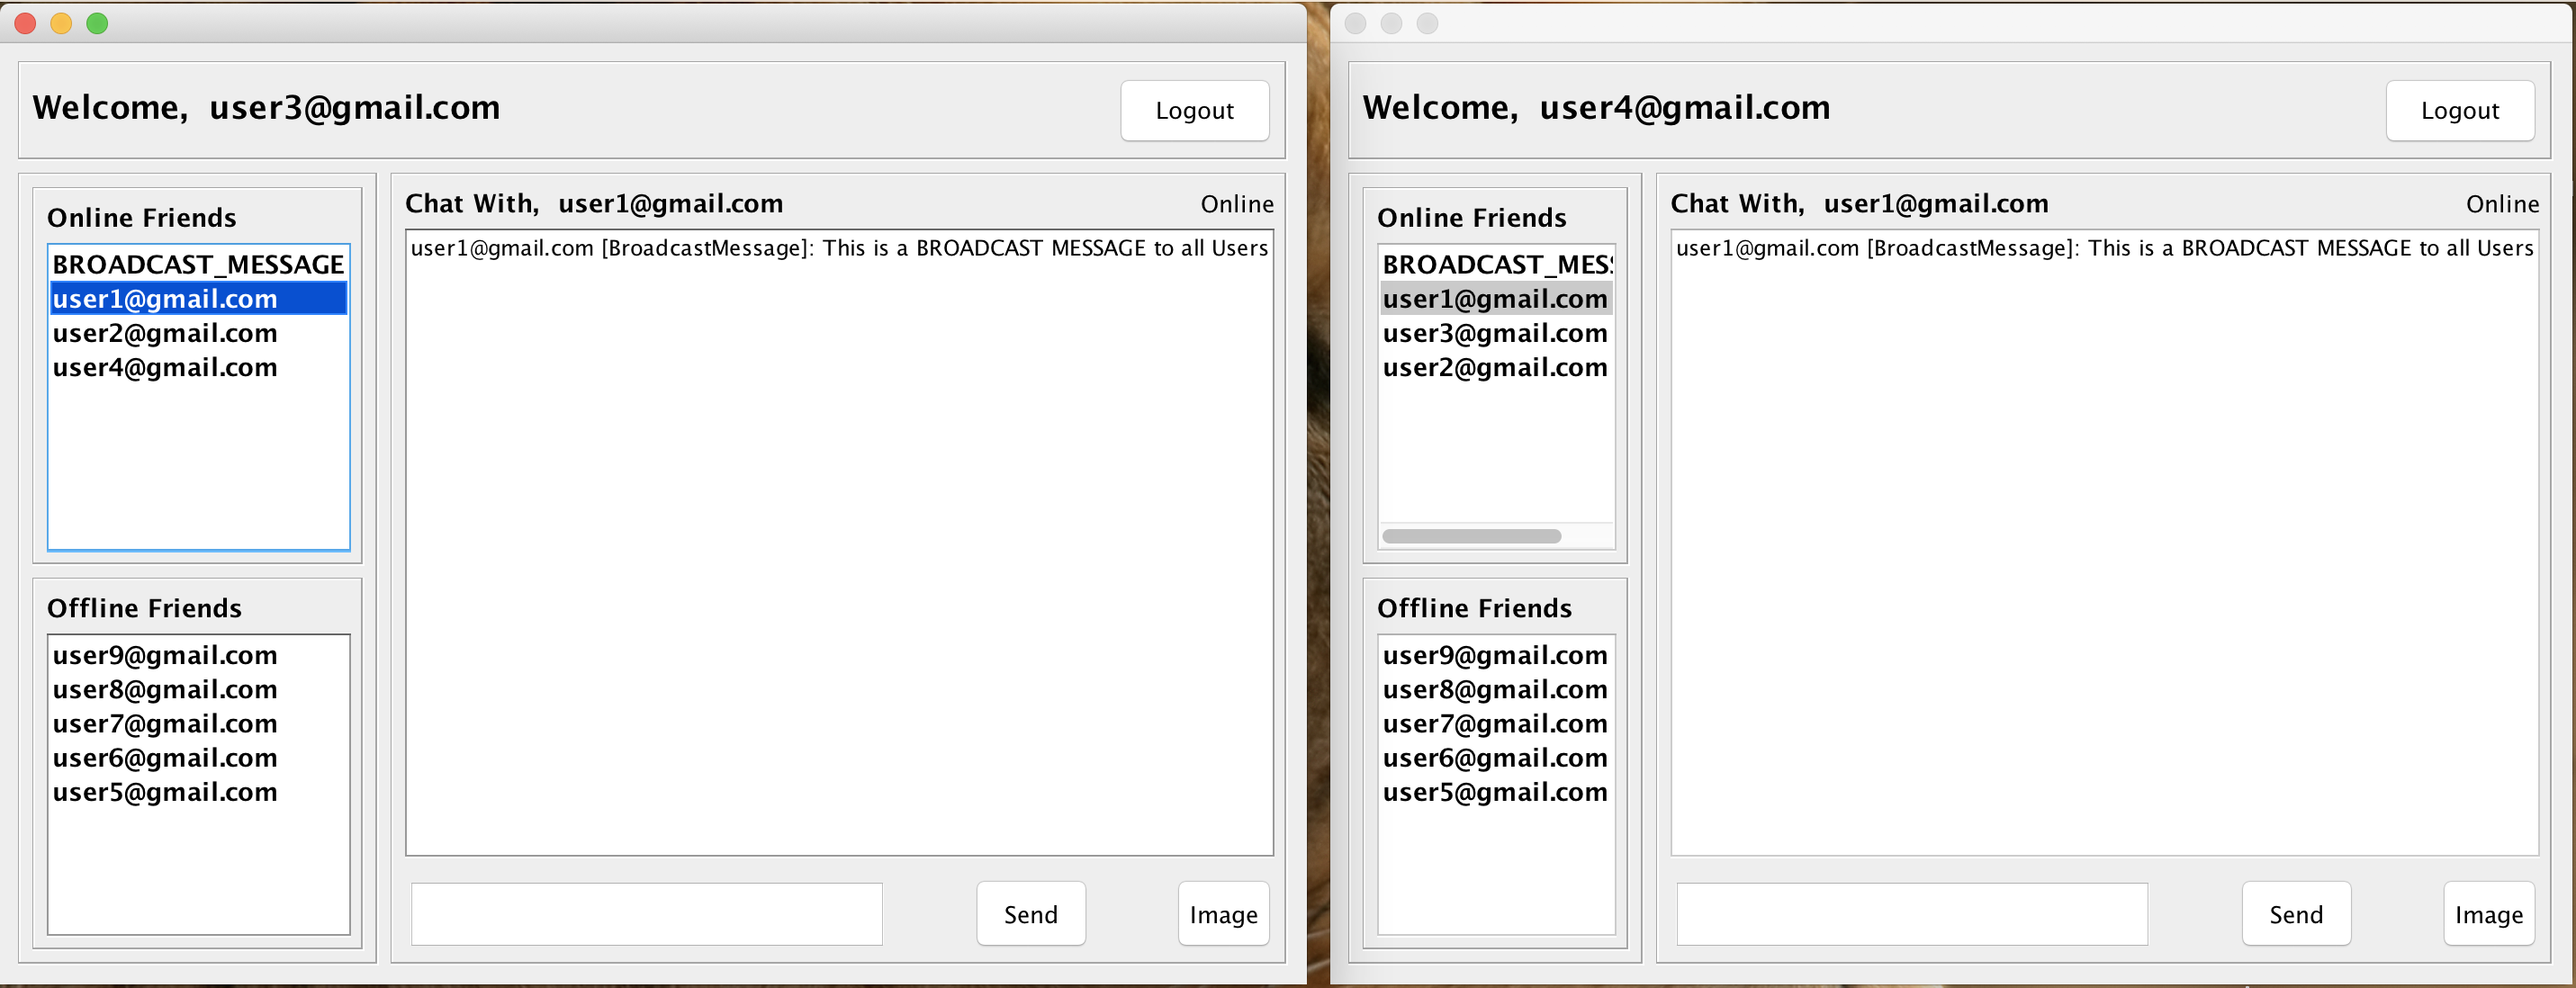 Welcome,  user3@gmail.com
Logout
Online Friends
BROADCAST_MESSAGE
user1@gmail.com
user2@gmail.com
user4@gmail.com
Offline Friends
user9@gmail.com
user8@gmail.com
user7@gmail.com
user6@gmail.com
user5@gmail.com
Chat With,  user1@gmail.com
Online
user1@gmail.com [BroadcastMessage]: This is a BROADCAST MESSAGE to all Users
Send
Image
Welcome,  user4@gmail.com
Logout
Online Friends
BROADCAST_MES
user1@gmail.com
user3@gmail.com
user2@gmail.com
Offline Friends
user9@gmail.com
user8@gmail.com
user7@gmail.com
user6@gmail.com
user5@gmail.com
Chat With,  user1@gmail.com
Online
user1@gmail.com [BroadcastMessage]: This is a BROADCAST MESSAGE to all Users
Send
Image